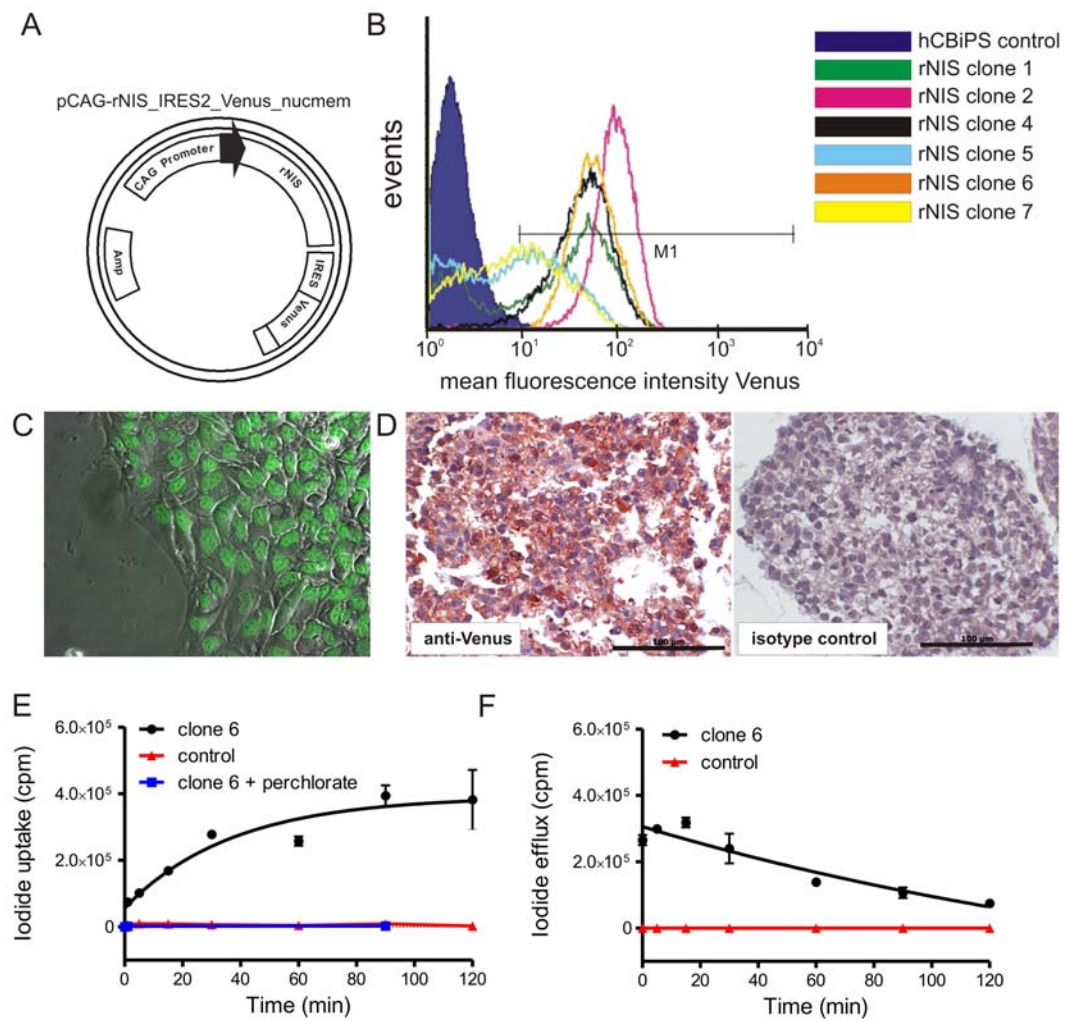 A
pCAG-rNIS_IRES2_Venus_nucmem
CAG Promoter
rNIS
IRES
Venus
Amp
B
events
M1
10⁰
10¹
10²
10³
10⁴
mean fluorescence intensity Venus
hCBiPS control
rNIS clone 1
rNIS clone 2
rNIS clone 4
rNIS clone 5
rNIS clone 6
rNIS clone 7
C
D
anti-Venus
100 µm
isotype control
100 µm
E
6.0×10⁵
4.0×10⁵
2.0×10⁵
0
Iodide uptake (cpm)
clone 6
control
clone 6 + perchlorate
0 20 40 60 80 100 120
Time (min)
F
6.0×10⁵
4.0×10⁵
2.0×10⁵
0
Iodide efflux (cpm)
clone 6
control
0 20 40 60 80 100 120
Time (min)